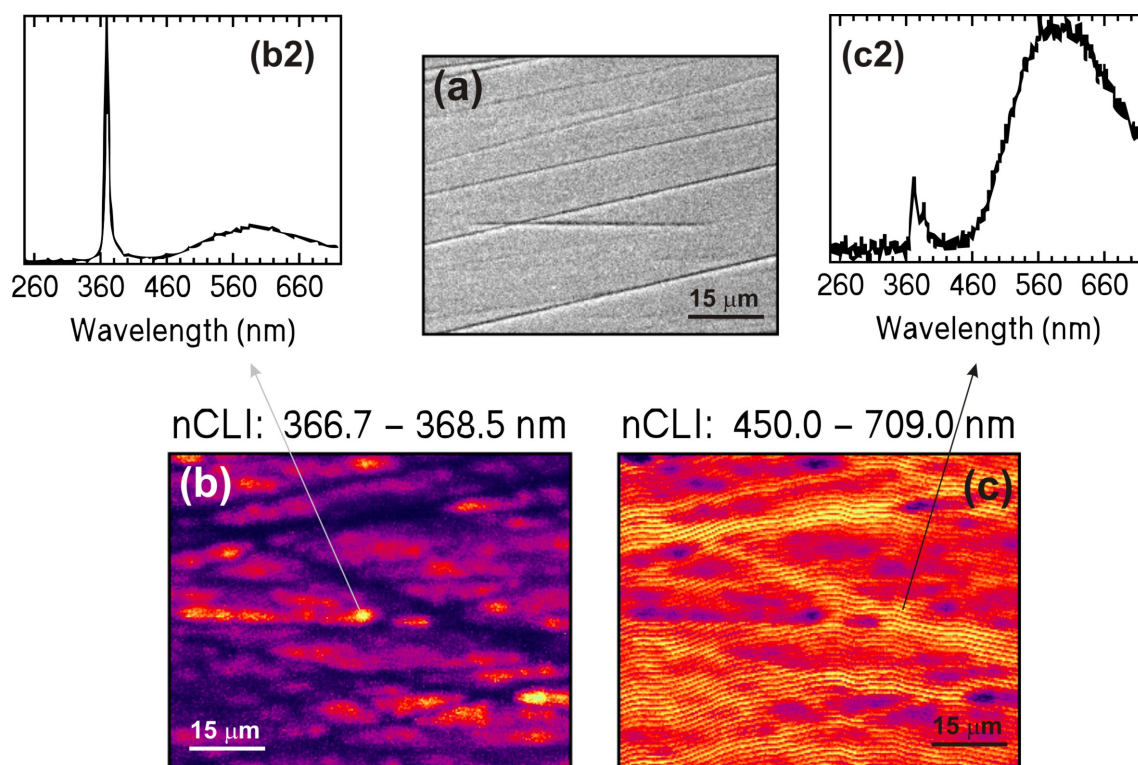 (b2)
260 360 460 560 660
Wavelength (nm)
(a)
15 μm
(c2)
260 360 460 560 660
Wavelength (nm)
nCLI: 366.7 – 368.5 nm
(b)
15 μm
nCLI: 450.0 – 709.0 nm
(c)
15 μm